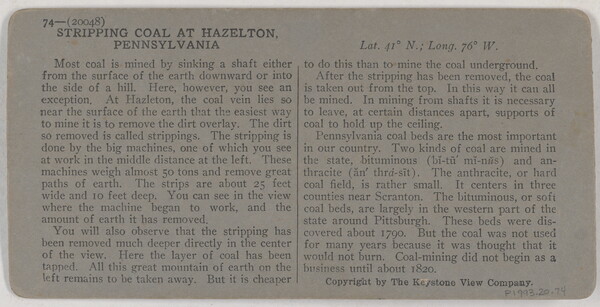 74—(20048)
STRIPPING COAL AT HAZELTON,
PENNSYLVANIA
Lat. 41° N.; Long. 76° W.
Most coal is mined by sinking a shaft either
from the surface of the earth downward or into
the side of a hill. Here, however, you see an
exception. At Hazleton, the coal vein lies so
near the surface of the earth that the easiest way
to mine it is to remove the dirt overlay. The dirt
so removed is called strippings. The stripping is
done by the big machines, one of which you see
at work in the middle distance at the left. These
machines weigh almost 50 tons and remove great
paths of earth. The strips are about 25 feet
wide and 10 feet deep. You can see in the view
where the machine began to work, and the
amount of earth it has removed.
You will also observe that the stripping has
been removed much deeper directly in the center
of the view. Here the layer of coal has been
tapped. All this great mountain of earth on the
left remains to be taken away. But it is cheaper
to do this than to mine the coal underground.
After the stripping has been removed, the coal
is taken out from the top. In this way it can all
be mined. In mining from shafts it is necessary
to leave, at certain distances apart, supports of
coal to hold up the ceiling.
Pennsylvania coal beds are the most important
in our country. Two kinds of coal are mined in
the state, bituminous (bĭ-tū′ mĭ-nŭs) and an-
thracite (ăn′ thrȧ-sīt). The anthracite, or hard
coal field, is rather small. It centers in three
counties near Scranton. The bituminous, or soft
coal beds, are largely in the western part of the
state around Pittsburgh. These beds were dis-
covered about 1790. But the coal was not used
for many years because it was thought that it
would not burn. Coal-mining did not begin as a
business until about 1820.
Copyright by The Keystone View Company.
P1993.20.74